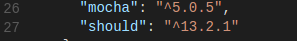 26 "mocha": "^5.0.5",
27 "should": "^13.2.1"